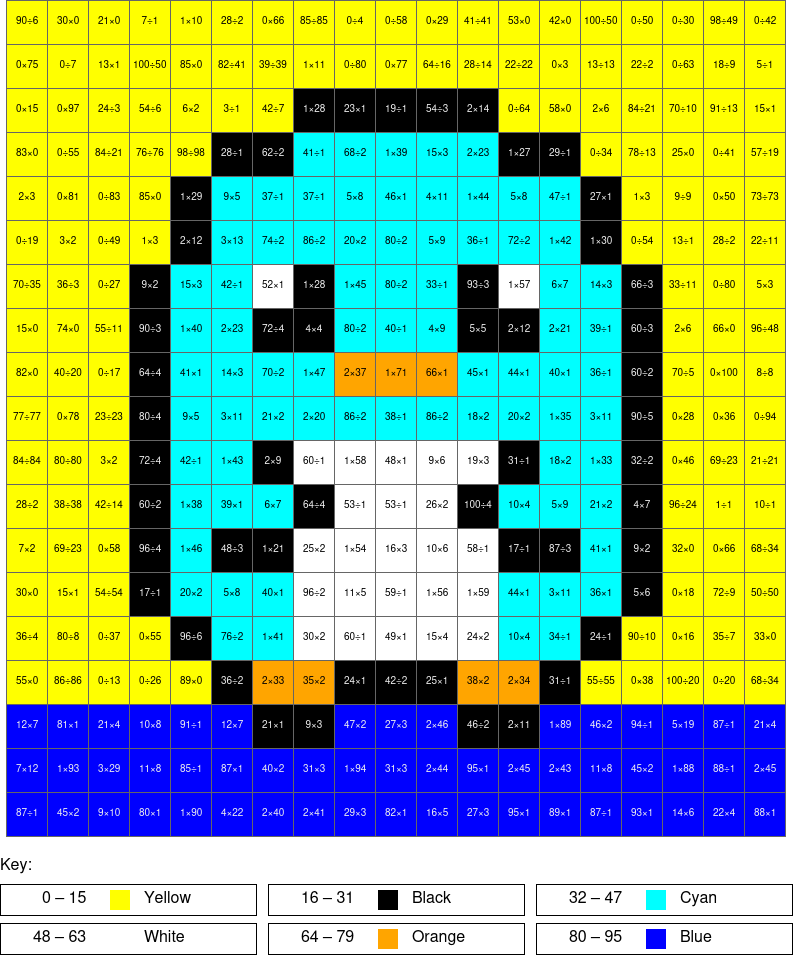 90÷6 30×0 21×0 7÷1 1×10 28÷2 0×66 85÷85 0÷4 0÷58 0×29 41÷41 53×0 42×0 100÷50 0÷50 0÷30 98÷49 0÷42
0×75 0÷7 13×1 100÷50 85×0 82÷41 39÷39 1×11 0÷80 0×77 64÷16 28÷14 22÷22 0×3 13÷13 22÷2 0÷63 18÷9 5÷1
0×15 0×97 24÷3 54÷6 6×2 3÷1 42÷7 1×28 23×1 19÷1 54÷3 2×14 0÷64 58×0 2×6 84÷21 70÷10 91÷13 15×1
83×0 0÷55 84÷21 76÷76 98÷98 28÷1 62÷2 41÷1 68÷2 1×39 15×3 2×23 1×27 29÷1 0÷34 78÷13 25×0 0÷41 57÷19
2×3 0×81 0÷83 85×0 1×29 9×5 37÷1 37÷1 5×8 46×1 4×11 1×44 5×8 47÷1 27×1 1×3 9÷9 0×50 73÷73
0÷19 3×2 0÷49 1×3 2×12 3×13 74÷2 86÷2 20×2 80÷2 5×9 36÷1 72÷2 1×42 1×30 0÷54 13÷1 28÷2 22÷11
70÷35 36÷3 0÷27 9×2 15×3 42÷1 52×1 1×28 1×45 80÷2 33÷1 93÷3 1×57 6×7 14×3 66÷3 33÷11 0÷80 5×3
15×0 74×0 55÷11 90÷3 1×40 2×23 72÷4 4×4 80÷2 40÷1 4×9 5×5 2×12 2×21 39÷1 60÷3 2×6 66×0 96÷48
82×0 40÷20 0÷17 64÷4 41×1 14×3 70÷2 1×47 2×37 1×71 66×1 45×1 44×1 40×1 36÷1 60÷2 70÷5 0×100 8÷8
77÷77 0×78 23÷23 80÷4 9×5 3×11 21×2 2×20 86÷2 38÷1 86÷2 18×2 20×2 1×35 3×11 90÷5 0×28 0×36 0÷94
84÷84 80÷80 3×2 72÷4 42÷1 1×43 2×9 60÷1 1×58 48×1 9×6 19×3 31÷1 18×2 1×33 32÷2 0×46 69÷23 21÷21
28÷2 38÷38 42÷14 60÷2 1×38 39×1 6×7 64÷4 53÷1 53÷1 26×2 100÷4 10×4 5×9 21×2 4×7 96÷24 1÷1 10÷1
7×2 69÷23 0×58 96÷4 1×46 48÷3 1×21 25×2 1×54 16×3 10×6 58÷1 17÷1 87÷3 41×1 9×2 32×0 0×66 68÷34
30×0 15×1 54÷54 17÷1 20×2 5×8 40×1 96÷2 11×5 59÷1 1×56 1×59 44×1 3×11 36×1 5×6 0×18 72÷9 50÷50
36÷4 80÷8 0÷37 0×55 96÷6 76÷2 1×41 30×2 60÷1 49×1 15×4 24×2 10×4 34÷1 24÷1 90÷10 0×16 35÷7 33×0
55×0 86÷86 0÷13 0÷26 89×0 36÷2 2×33 35×2 24×1 42÷2 25×1 38×2 2×34 31÷1 55÷55 0×38 100÷20 0÷20 68÷34
12×7 81×1 21×4 10×8 91÷1 12×7 21×1 9×3 47×2 27×3 2×46 46÷2 2×11 1×89 46×2 94÷1 5×19 87÷1 21×4
7×12 1×93 3×29 11×8 85÷1 87×1 40×2 31×3 1×94 31×3 2×44 95×1 2×45 2×43 11×8 45×2 1×88 88÷1 2×45
87÷1 45×2 9×10 80×1 1×90 4×22 2×40 2×41 29×3 82×1 16×5 27×3 95×1 89×1 87÷1 93×1 14×6 22×4 88×1
Key:
0 – 15 Yellow 16 – 31 Black 32 – 47 Cyan
48 – 63 White 64 – 79 Orange 80 – 95 Blue